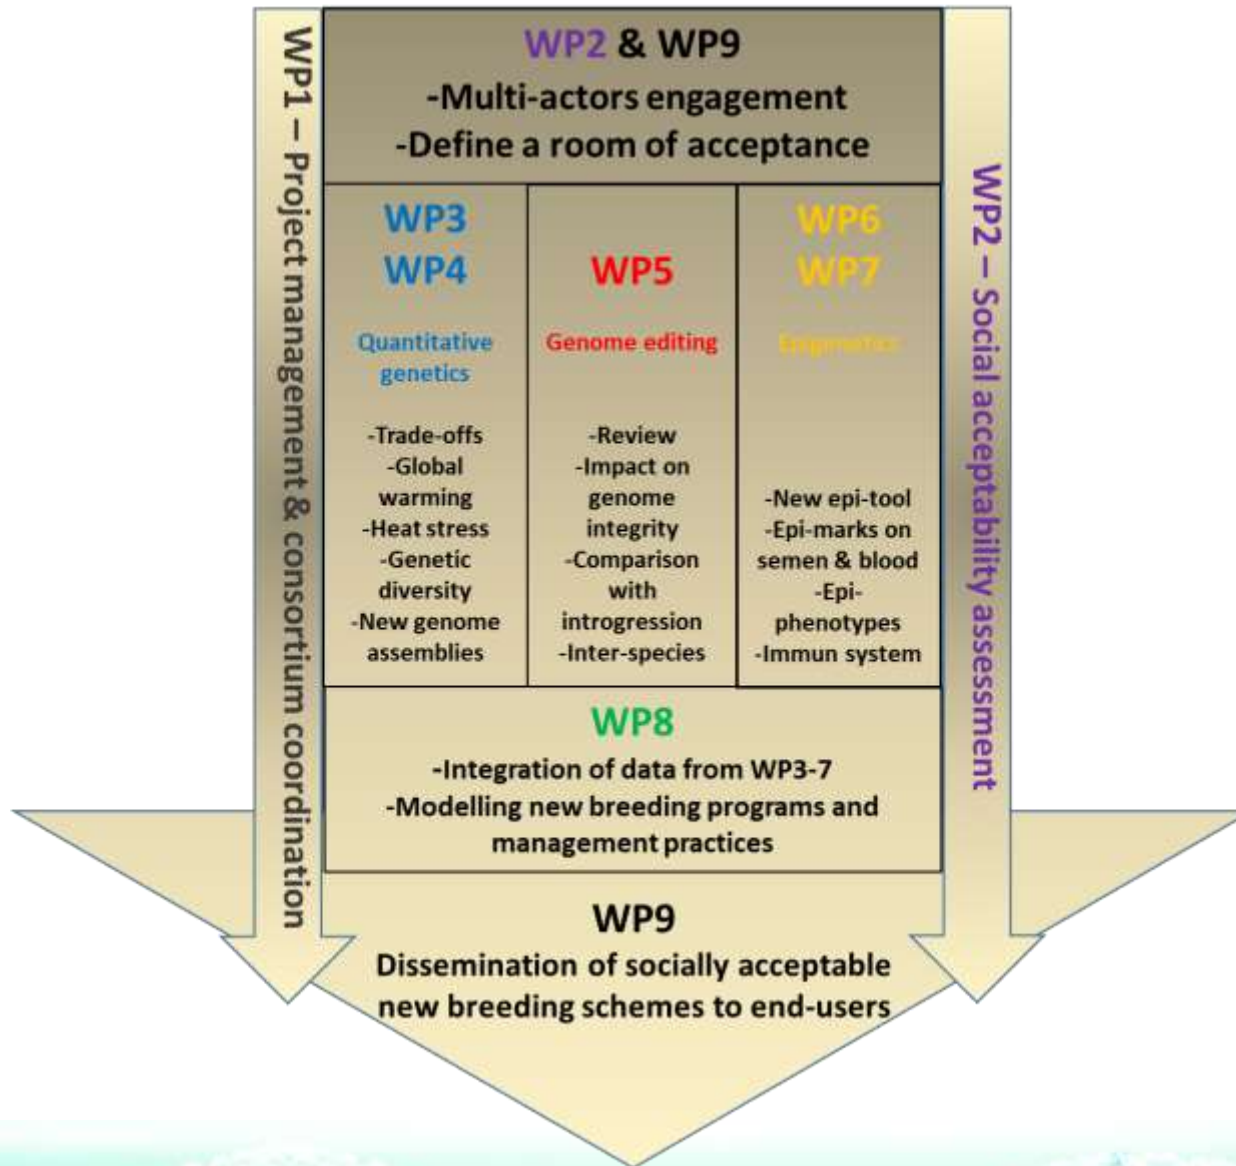 WP1 – Project management & consortium coordination
WP2 & WP9
-Multi-actors engagement
-Define a room of acceptance
WP3
WP4
Quantitative
genetics
-Trade-offs
-Global
warming
-Heat stress
-Genetic
diversity
-New genome
assemblies
WP5
Genome editing
-Review
-Impact on
genome
integrity
-Comparison
with
introgression
-Inter-species
WP6
WP7
Epigenetics
-New epi-tool
-Epi-marks on
semen & blood
-Epi-
phenotypes
-Immun system
WP2 – Social acceptability assessment
WP8
-Integration of data from WP3-7
-Modelling new breeding programs and
management practices
WP9
Dissemination of socially acceptable
new breeding schemes to end-users